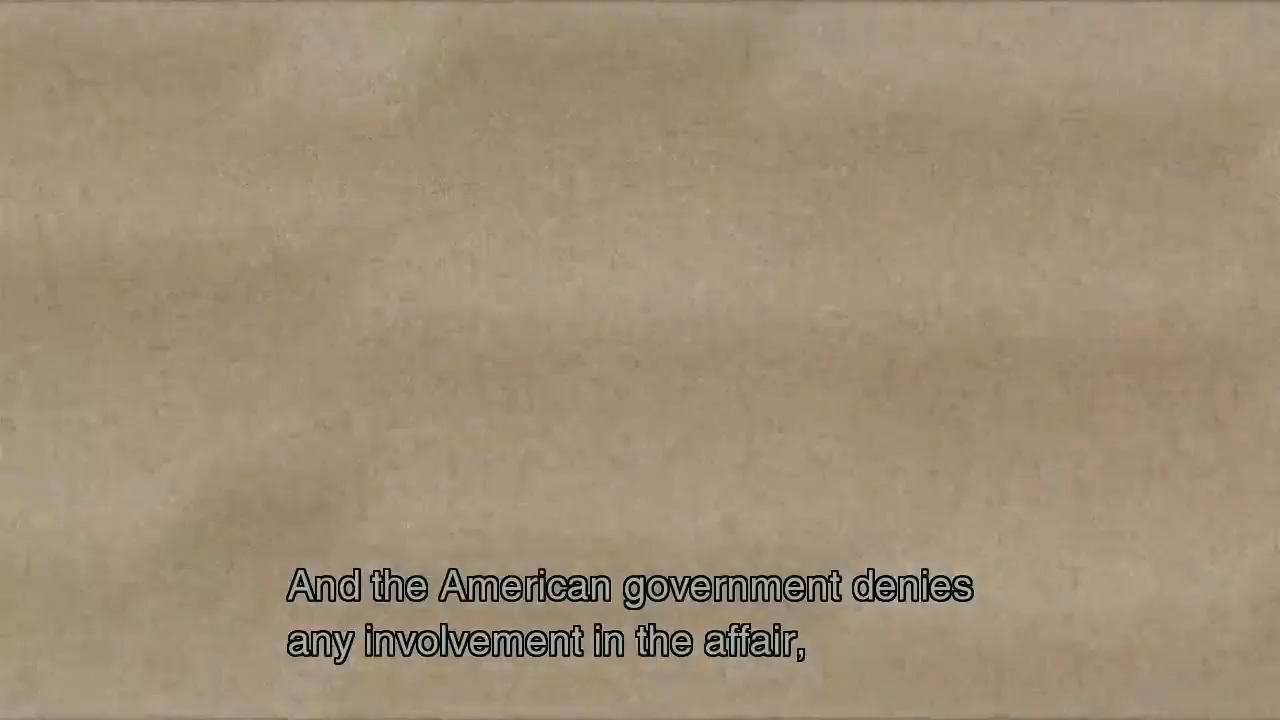 And the American government denies
any involvement in the affair,